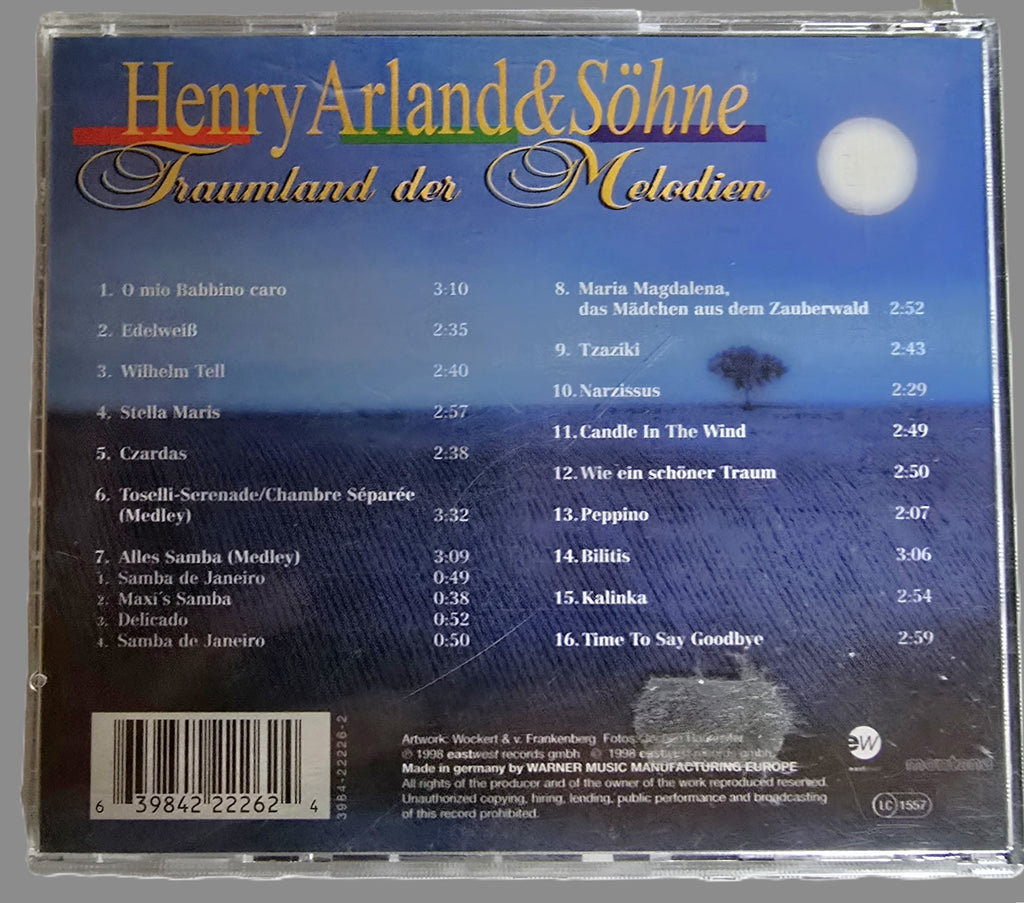 Henry Arland & Söhne
Traumland der Melodien
1. O mio Babbino caro 3:10
2. Edelweiß 2:35
3. Wilhelm Tell 2:40
4. Stella Maris 2:57
5. Czardas 2:38
6. Toselli-Serenade/Chambre Séparée
(Medley) 3:32
7. Alles Samba (Medley) 3:09
1. Samba de Janeiro 0:49
2. Maxi´s Samba 0:38
3. Delicado 0:52
4. Samba de Janeiro 0:50
8. Maria Magdalena,
das Mädchen aus dem Zauberwald 2:52
9. Tzaziki 2:43
10. Narzissus 2:29
11. Candle In The Wind 2:49
12. Wie ein schöner Traum 2:50
13. Peppino 2:07
14. Bilitis 3:06
15. Kalinka 2:54
16. Time To Say Goodbye 2:59
6 39842 22262 4
3984-22226-2
Artwork: Wockert & v. Frankenberg Fotos:
℗ 1998 eastwest records gmbh © 1998 eastwest records gmbh
Made in germany by WARNER MUSIC MANUFACTURING EUROPE
All rights of the producer and of the owner of the work reproduced reserved.
Unauthorized copying, hiring, lending, public performance and broadcasting
of this record prohibited.
eW
LC 1557